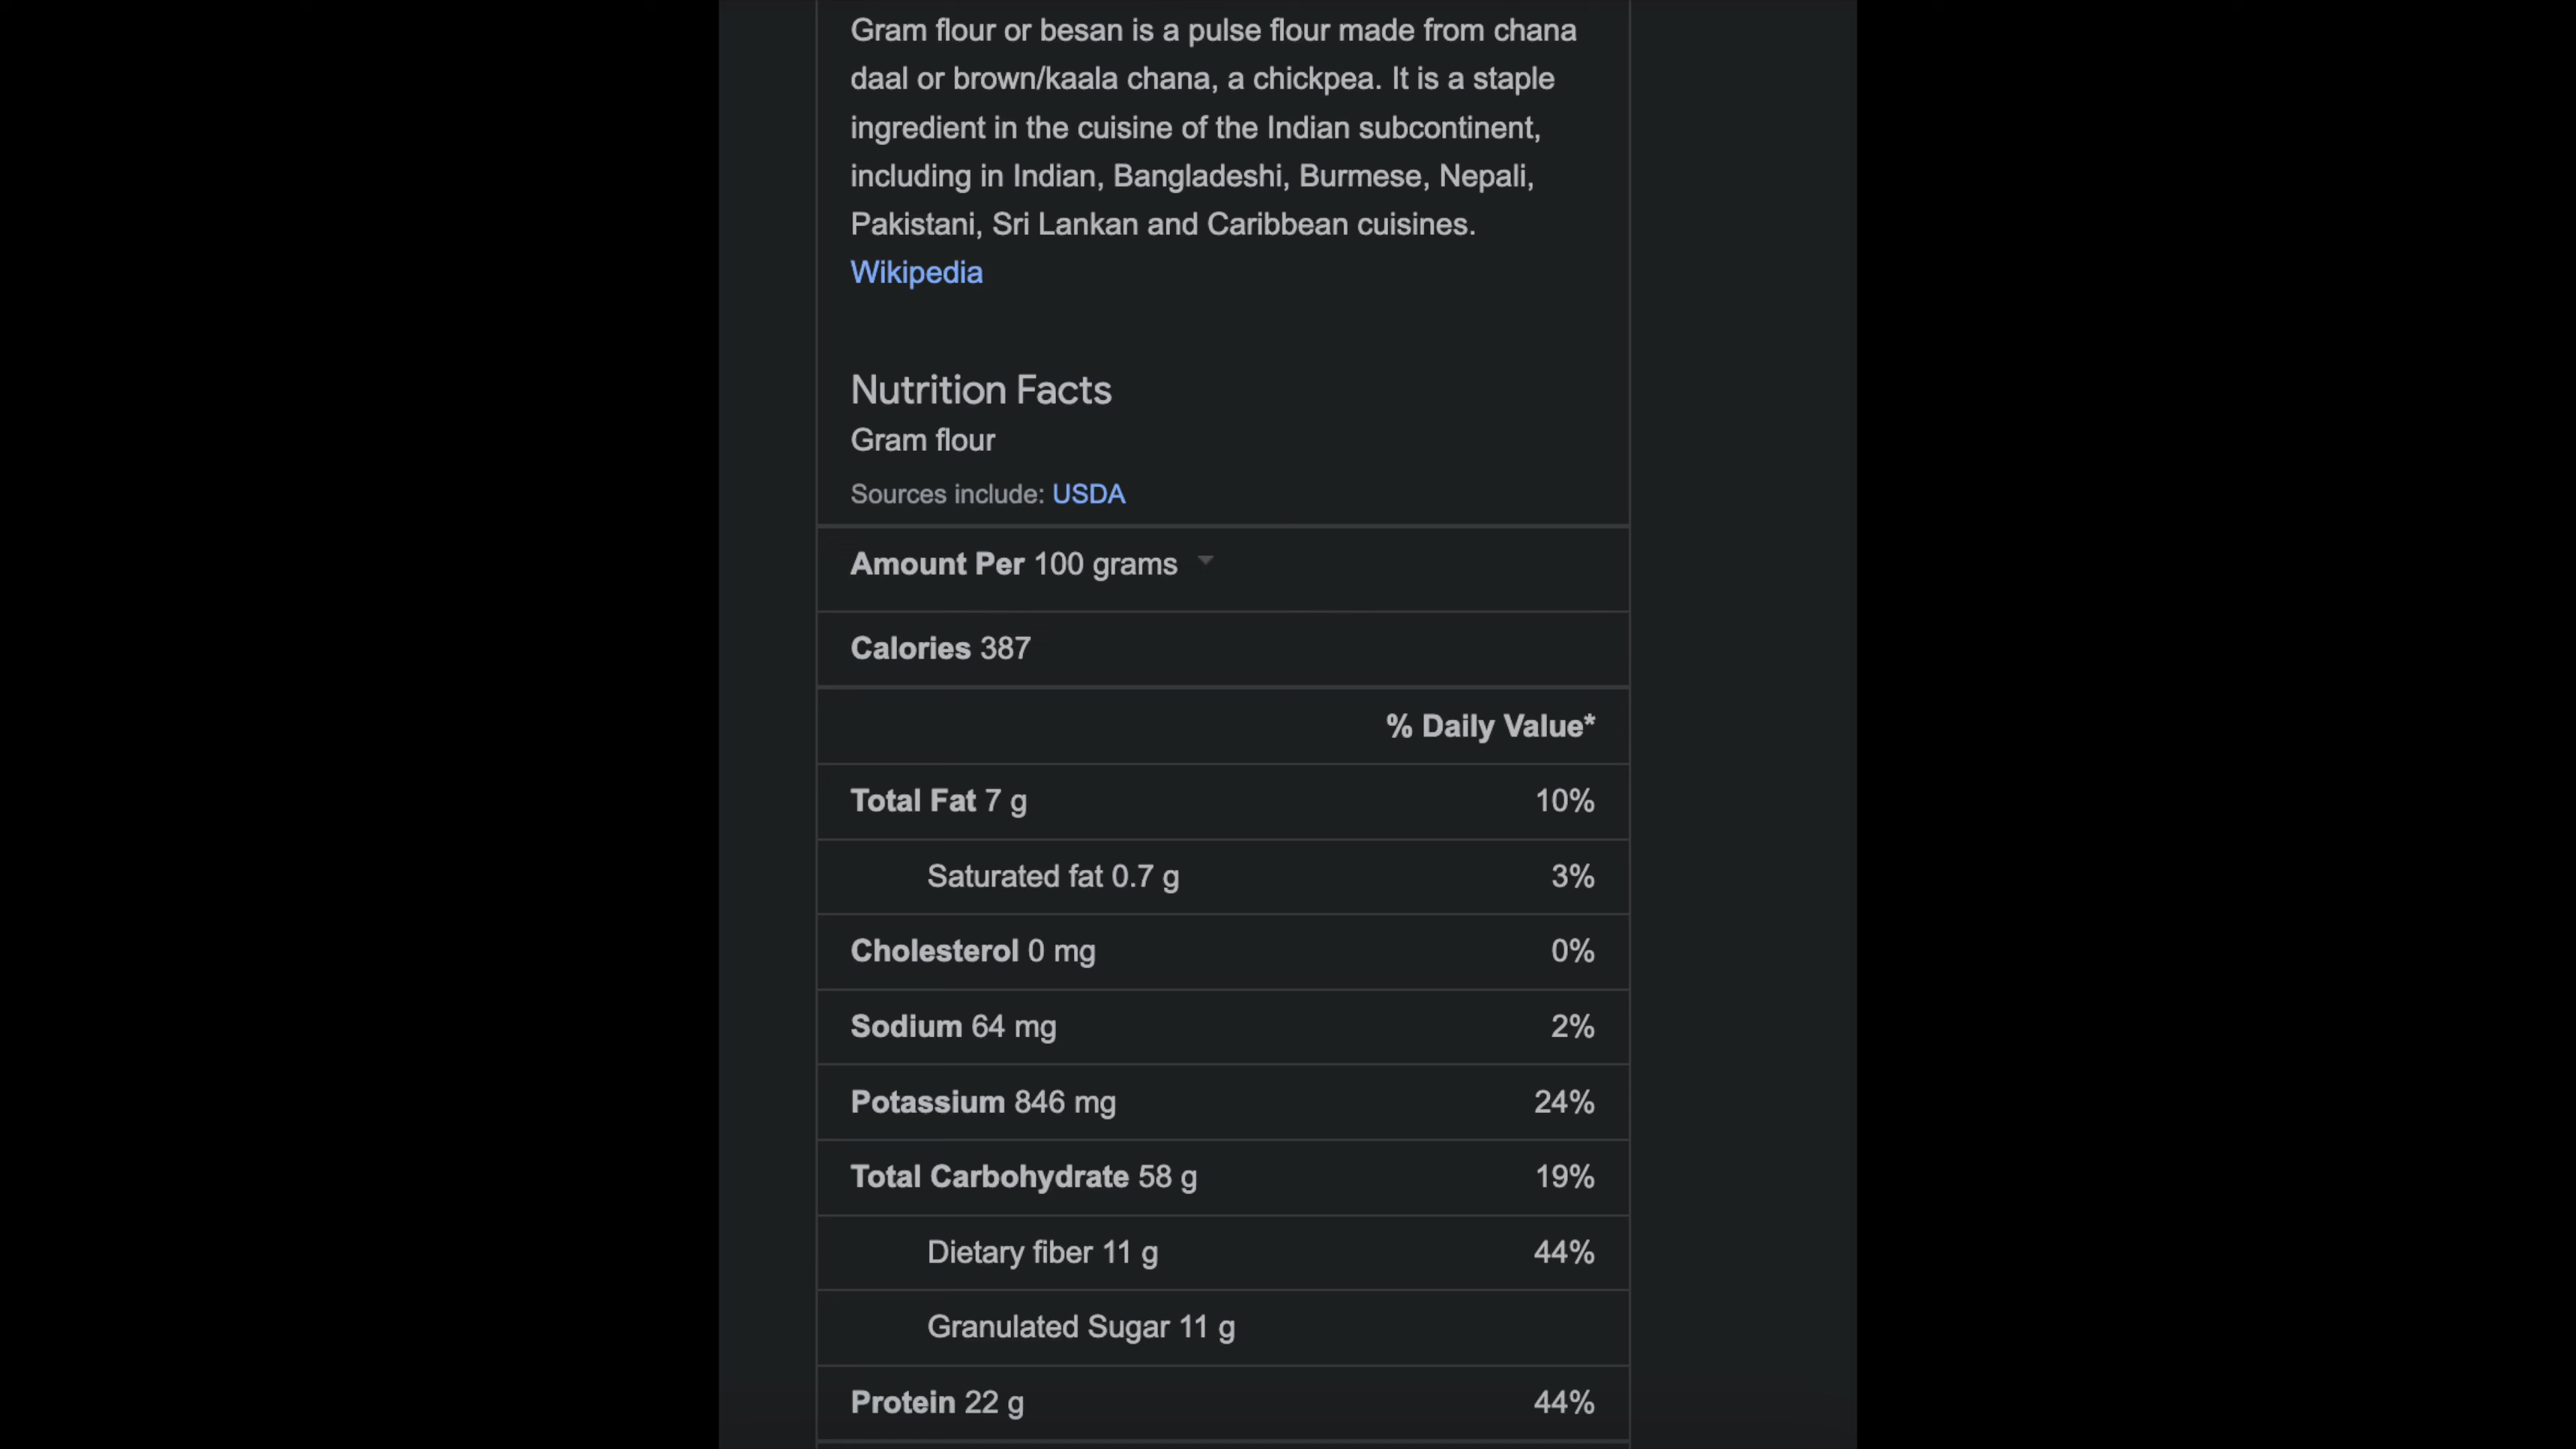 Gram flour or besan is a pulse flour made from chana
daal or brown/kaala chana, a chickpea. It is a staple
ingredient in the cuisine of the Indian subcontinent,
including in Indian, Bangladeshi, Burmese, Nepali,
Pakistani, Sri Lankan and Caribbean cuisines.
Wikipedia
Nutrition Facts
Gram flour
Sources include: USDA
Amount Per 100 grams
Calories 387
% Daily Value*
Total Fat 7 g 10%
Saturated fat 0.7 g 3%
Cholesterol 0 mg 0%
Sodium 64 mg 2%
Potassium 846 mg 24%
Total Carbohydrate 58 g 19%
Dietary fiber 11 g 44%
Granulated Sugar 11 g
Protein 22 g 44%